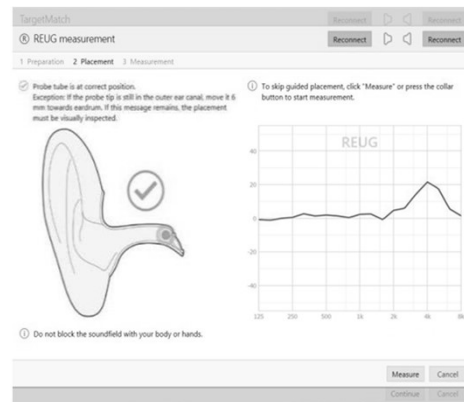 TargetMatch
Reconnect
Reconnect
® REUG measurement
Reconnect
Reconnect
1 Preparation 2 Placement 3 Measurement
Probe tube is at correct position.
Exception: If the probe tip is still in the outer ear canal, move it 6
mm towards eardrum. If this message remains, the placement
must be visually inspected.
To skip guided placement, click "Measure" or press the collar
button to start measurement.
REUG
40
20
0
-20
-40
125 250 500 1k 2k 4k 8k
Do not block the soundfield with your body or hands.
Measure Cancel
Continue Cancel